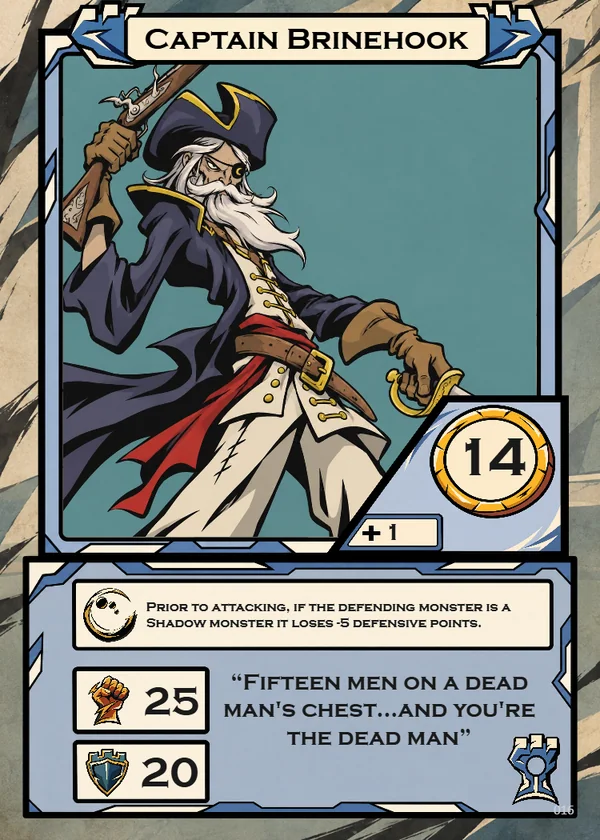 CAPTAIN BRINEHOOK
14
+ 1
PRIOR TO ATTACKING, IF THE DEFENDING MONSTER IS A
SHADOW MONSTER IT LOSES -5 DEFENSIVE POINTS.
25
20
“FIFTEEN MEN ON A DEAD
MAN'S CHEST...AND YOU'RE
THE DEAD MAN”
016